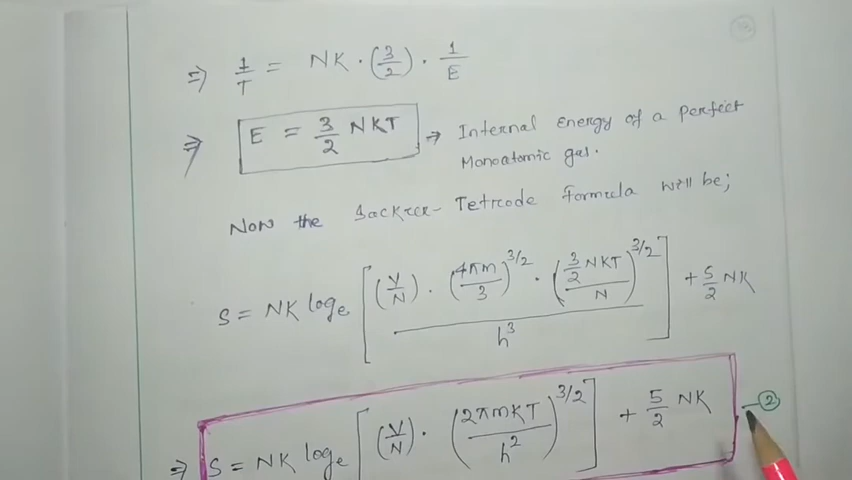 ⇒ 1/T = NK · (3/2) · 1/E
⇒ E = 3/2 NKT → Internal energy of a perfect
Monoatomic gas.
Now the Sackrer-Tetrode formula will be;
S = NK logₑ [ (V/N) · (4πm/3)^3/2 · (3/2 NKT/N)^3/2 / h³ ] + 5/2 NK
⇒ S = NK logₑ [ (V/N) · (2πmKT/h²)^3/2 ] + 5/2 NK — ②